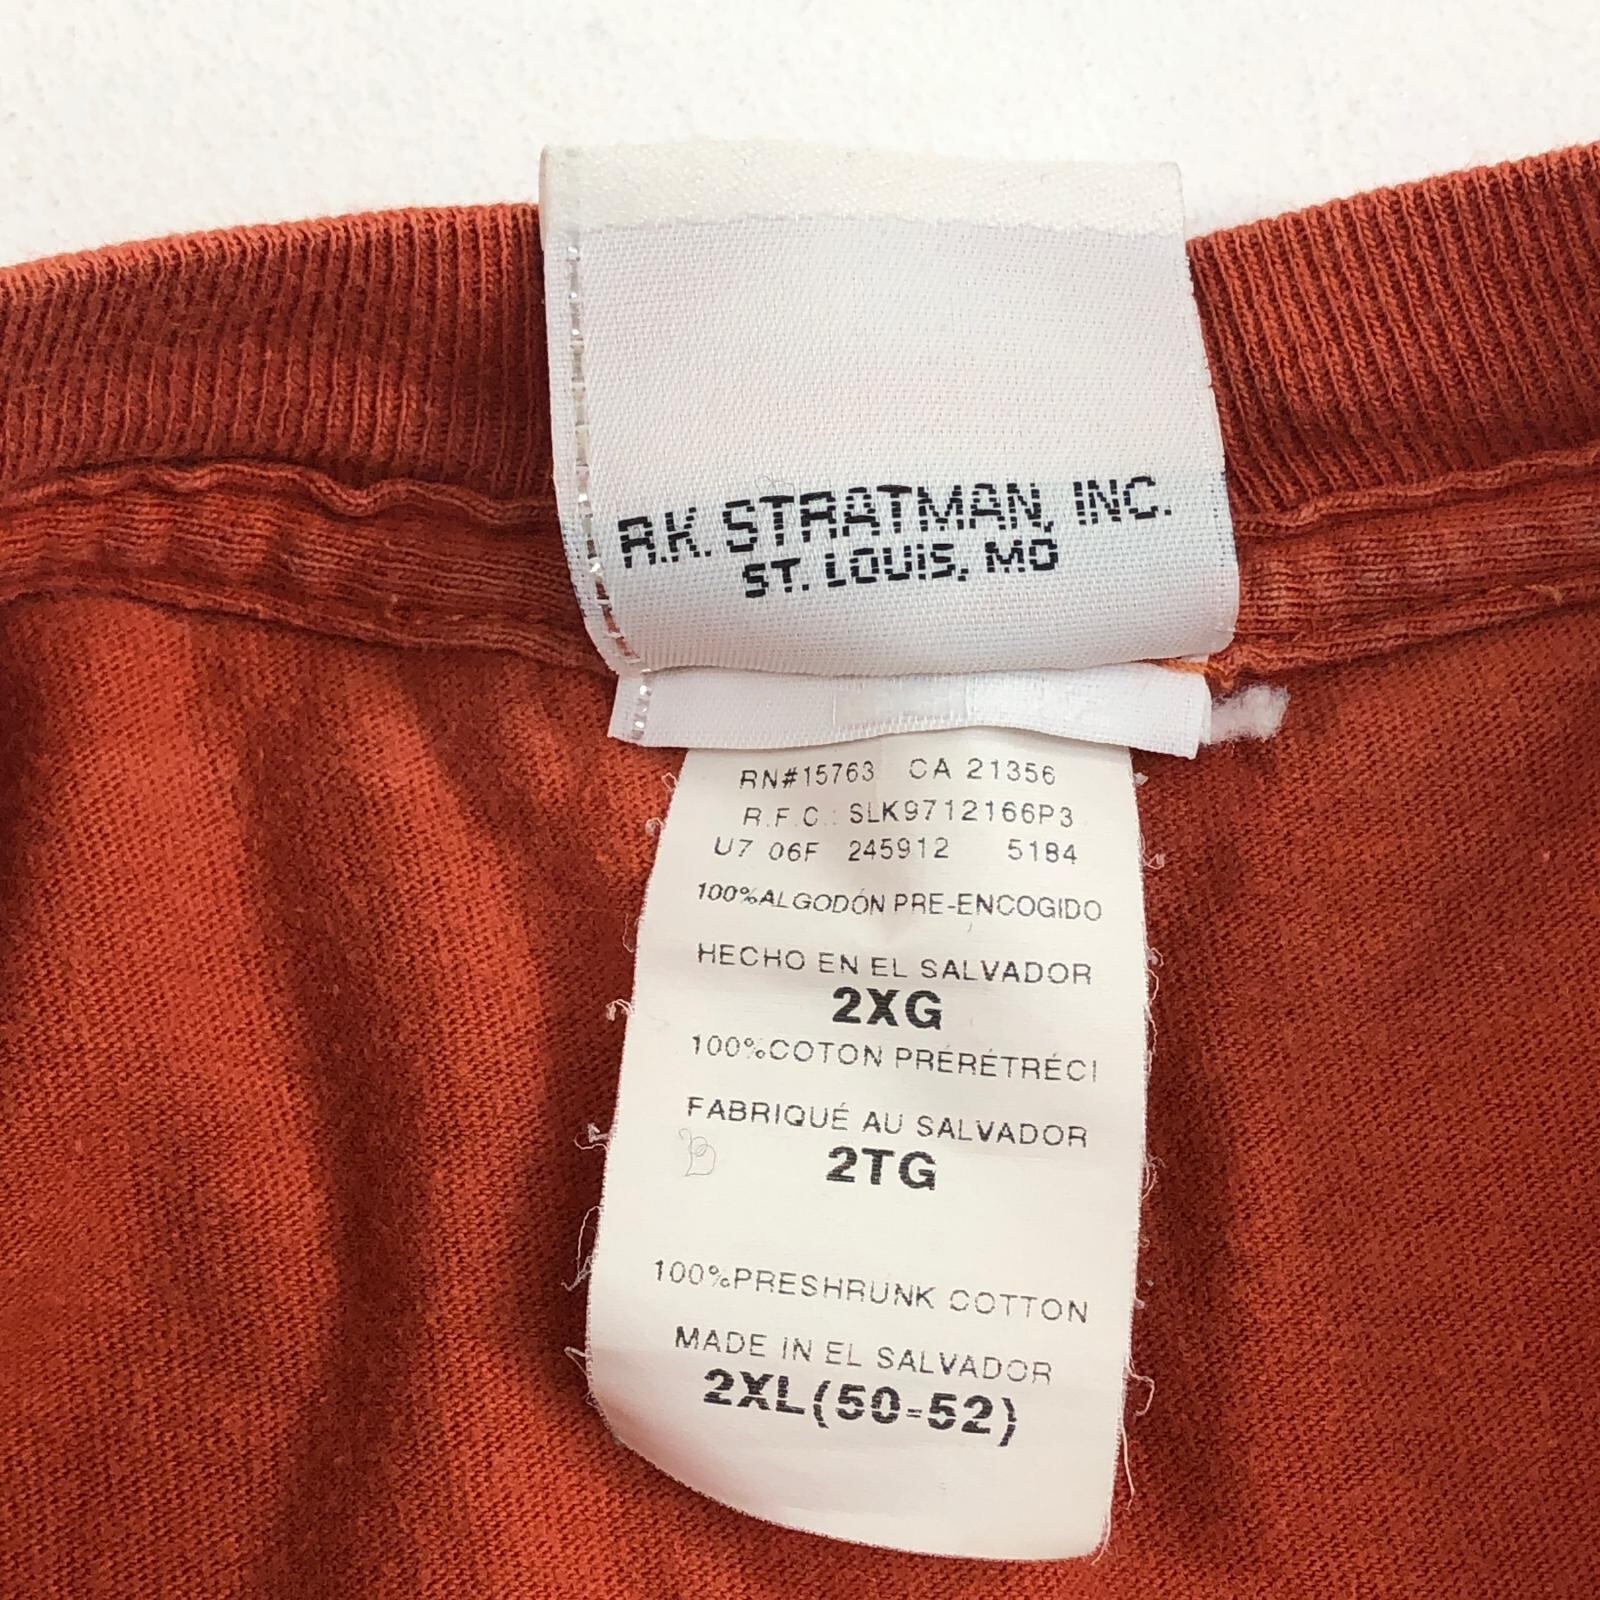 R.K. STRATMAN, INC.
ST. LOUIS, MO
RN#15763 CA 21356
R.F.C.: SLK9712166P3
U7 06F 245912 5184
100%ALGODÓN PRE-ENCOGIDO
HECHO EN EL SALVADOR
2XG
100%COTON PRÉRÉTRÉCI
FABRIQUÉ AU SALVADOR
2TG
100%PRESHRUNK COTTON
MADE IN EL SALVADOR
2XL(50-52)